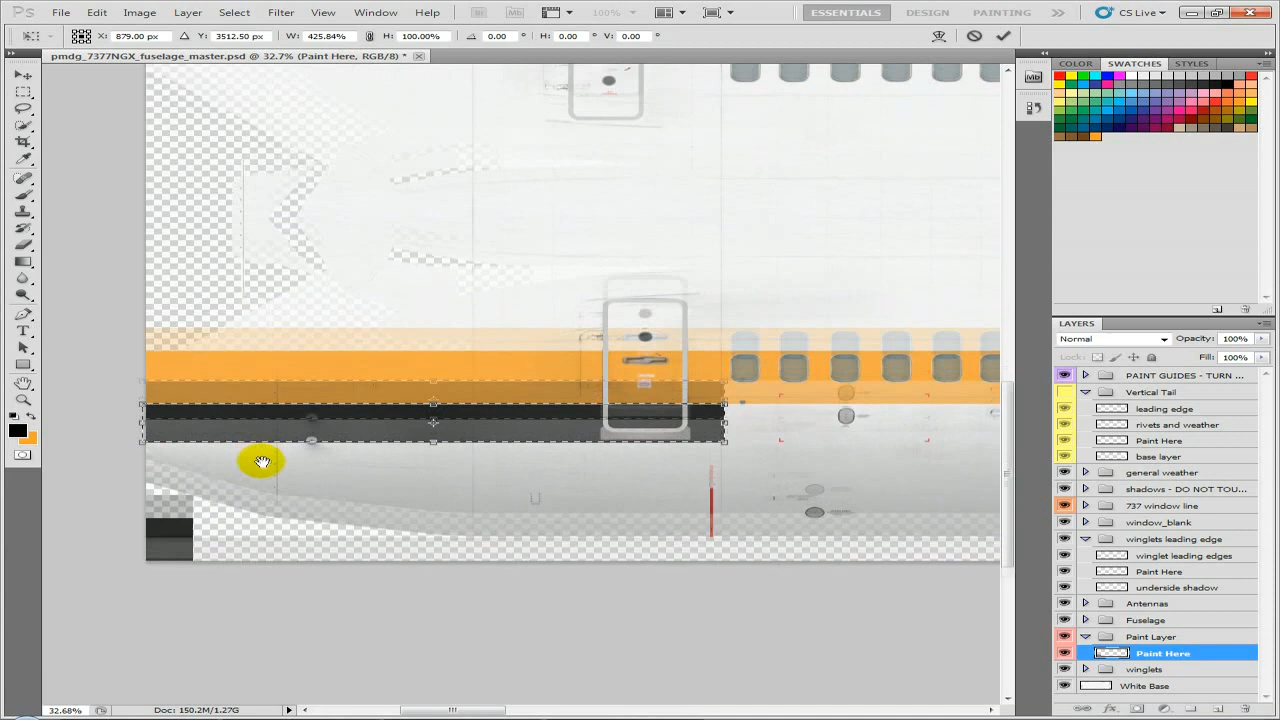 Ps File Edit Image Layer Select Filter Analysis View Window Help Br Mb 100% ESSENTIALS DESIGN PAINTING >> CS Live
X: 879.00 px Y: 3512.50 px W: 425.84% H: 100.00% 0.00 ° H: 0.00 ° V: 0.00 °
pmdg_7377NGX_fuselage_master.psd @ 32.7% (Paint Here, RGB/8) *
COLOR SWATCHES STYLES
Mb
LAYERS
Normal Opacity: 100%
Lock: Fill: 100%
PAINT GUIDES - TURN ...
Vertical Tail
leading edge
rivets and weather
Paint Here
base layer
general weather
shadows - DO NOT TOU...
737 window line
window_blank
winglets leading edge
winglet leading edges
Paint Here
underside shadow
Antennas
Fuselage
Paint Layer
Paint Here
winglets
White Base
32.68% Doc: 150.2M/1.27G